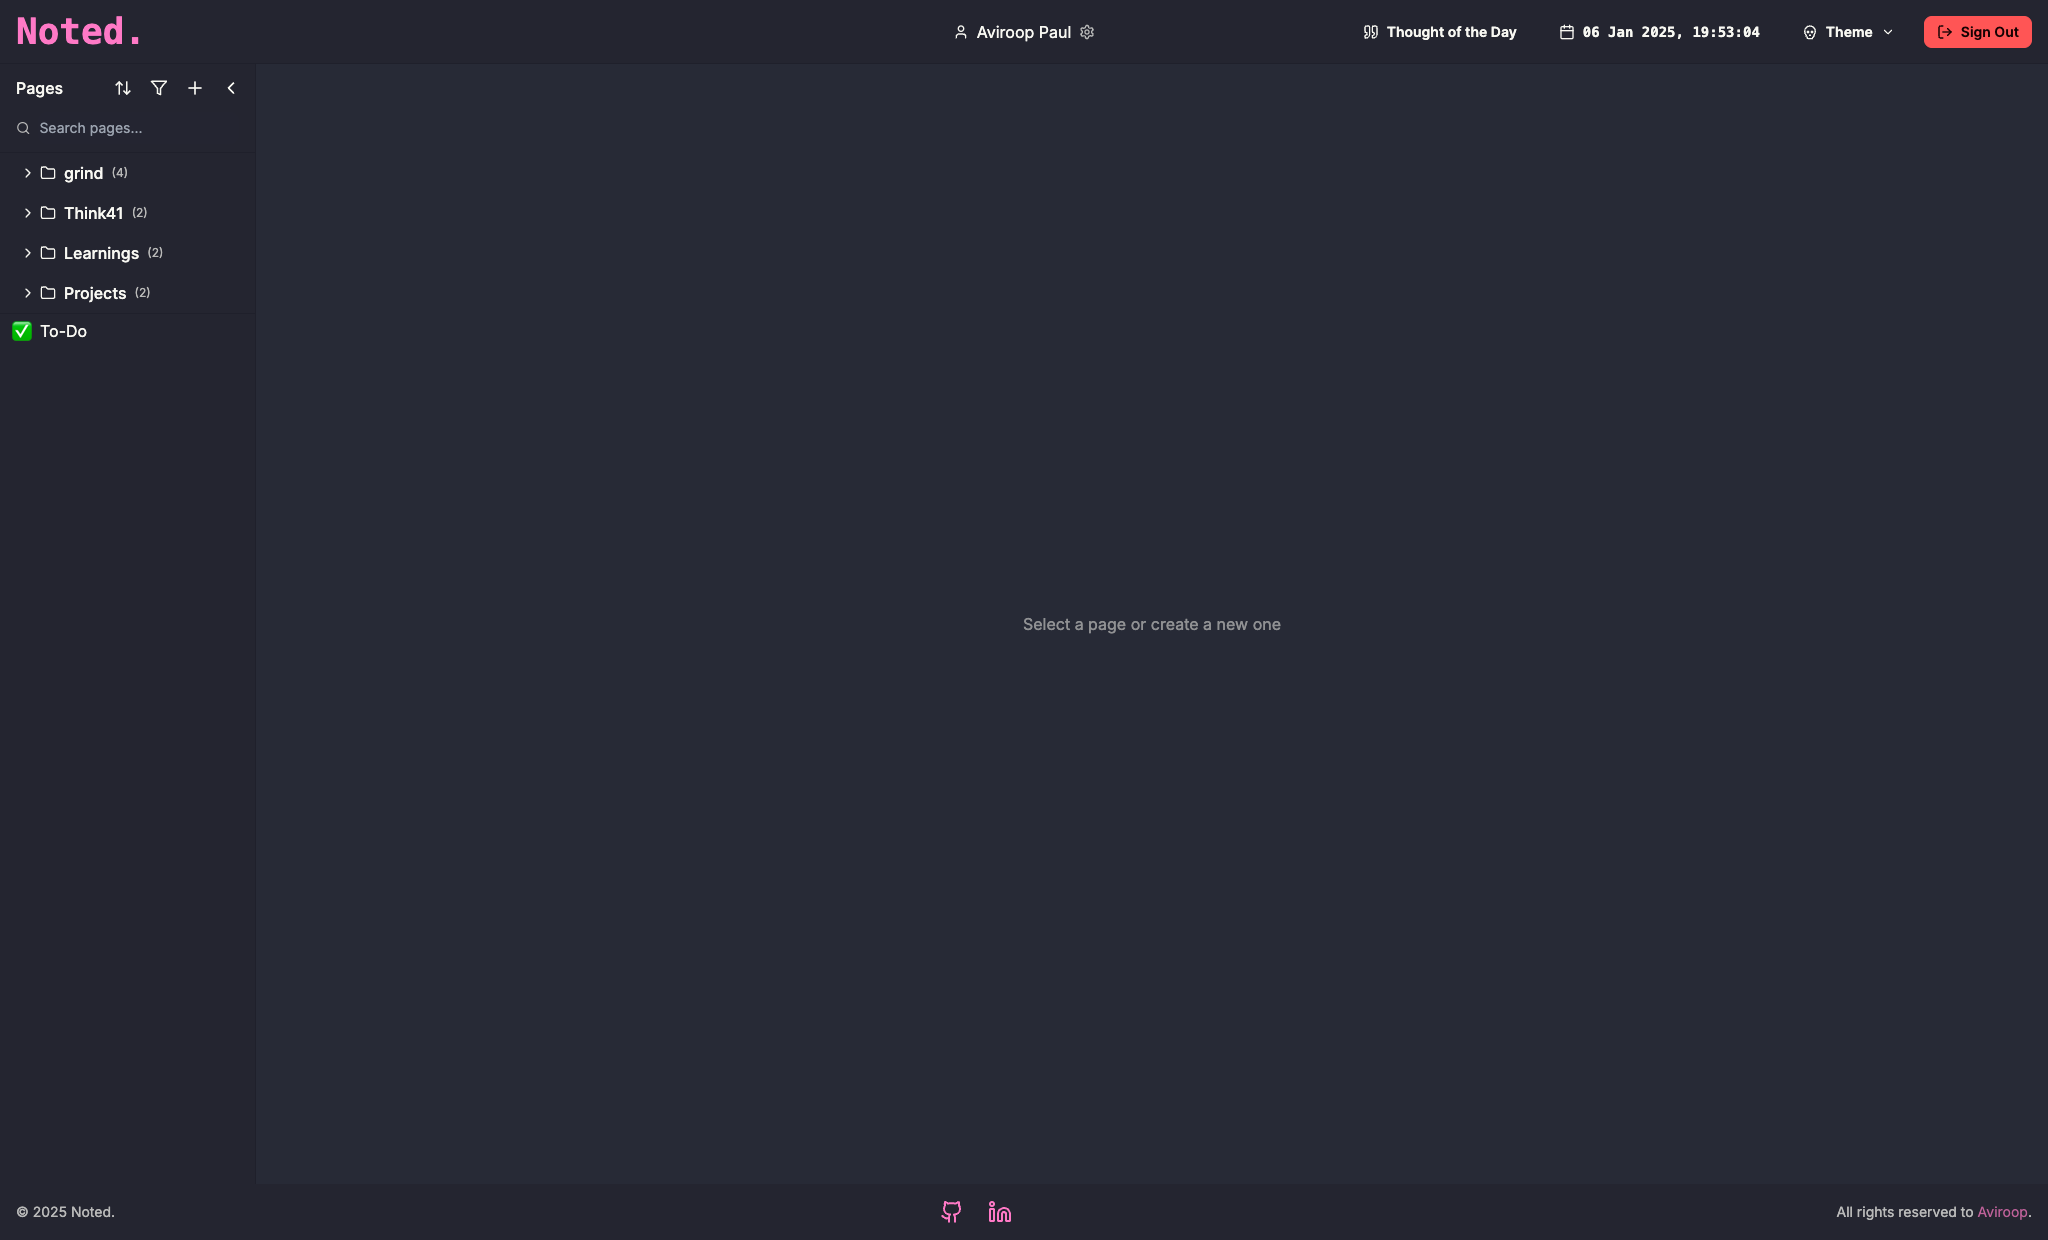 Noted.
Aviroop Paul
Thought of the Day
06 Jan 2025, 19:53:04
Theme
Sign Out
Pages
Search pages...
grind (4)
Think41 (2)
Learnings (2)
Projects (2)
To-Do
Select a page or create a new one
© 2025 Noted.
All rights reserved to Aviroop.